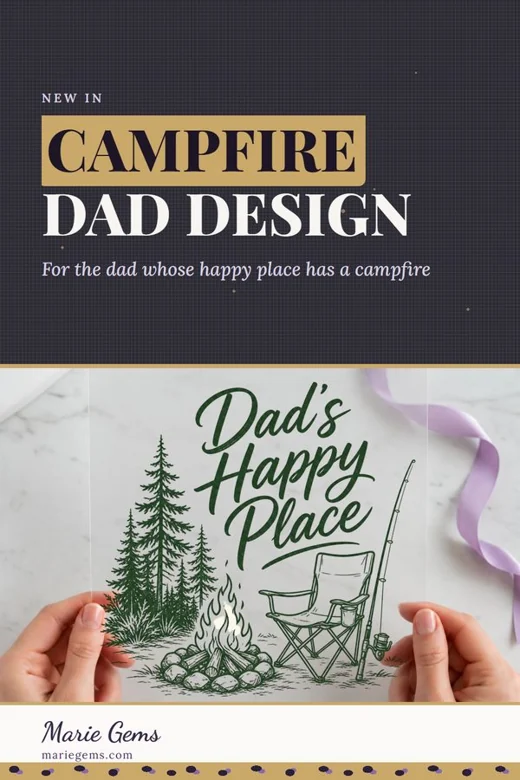 NEW IN
CAMPFIRE
DAD DESIGN
For the dad whose happy place has a campfire
Dad's
Happy
Place
Marie Gems
mariegems.com